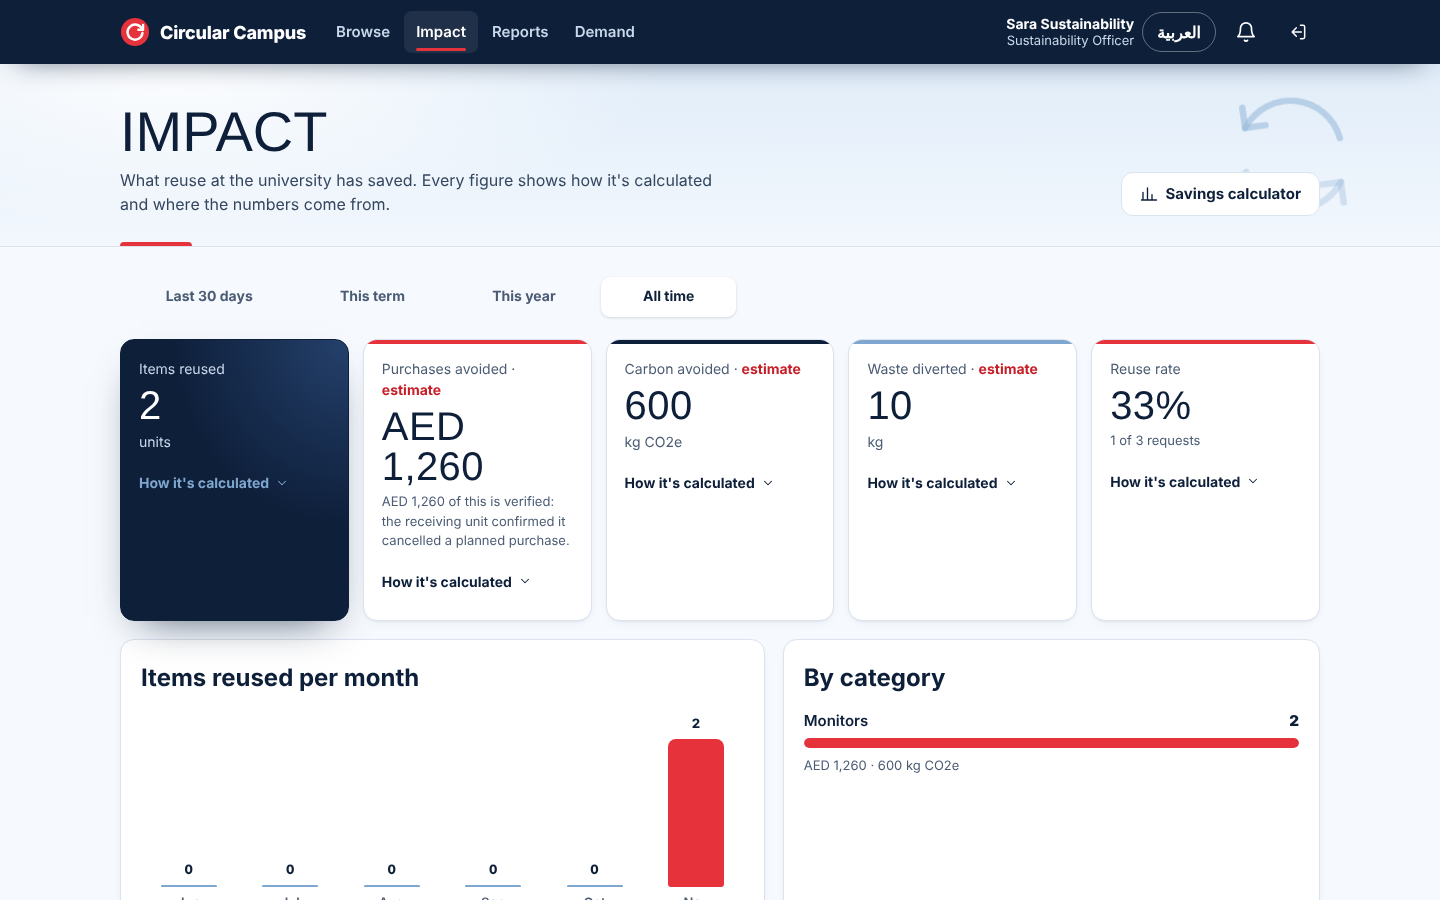 Circular Campus
Browse
Impact
Reports
Demand
Sara Sustainability
Sustainability Officer
العربية
IMPACT
What reuse at the university has saved. Every figure shows how it's calculated
and where the numbers come from.
Savings calculator
Last 30 days
This term
This year
All time
Items reused
2
units
How it's calculated
Purchases avoided ·
estimate
AED
1,260
AED 1,260 of this is verified:
the receiving unit confirmed it
cancelled a planned purchase.
How it's calculated
Carbon avoided · estimate
600
kg CO2e
How it's calculated
Waste diverted · estimate
10
kg
How it's calculated
Reuse rate
33%
1 of 3 requests
How it's calculated
Items reused per month
0
0
0
0
0
2
By category
Monitors
2
AED 1,260 · 600 kg CO2e